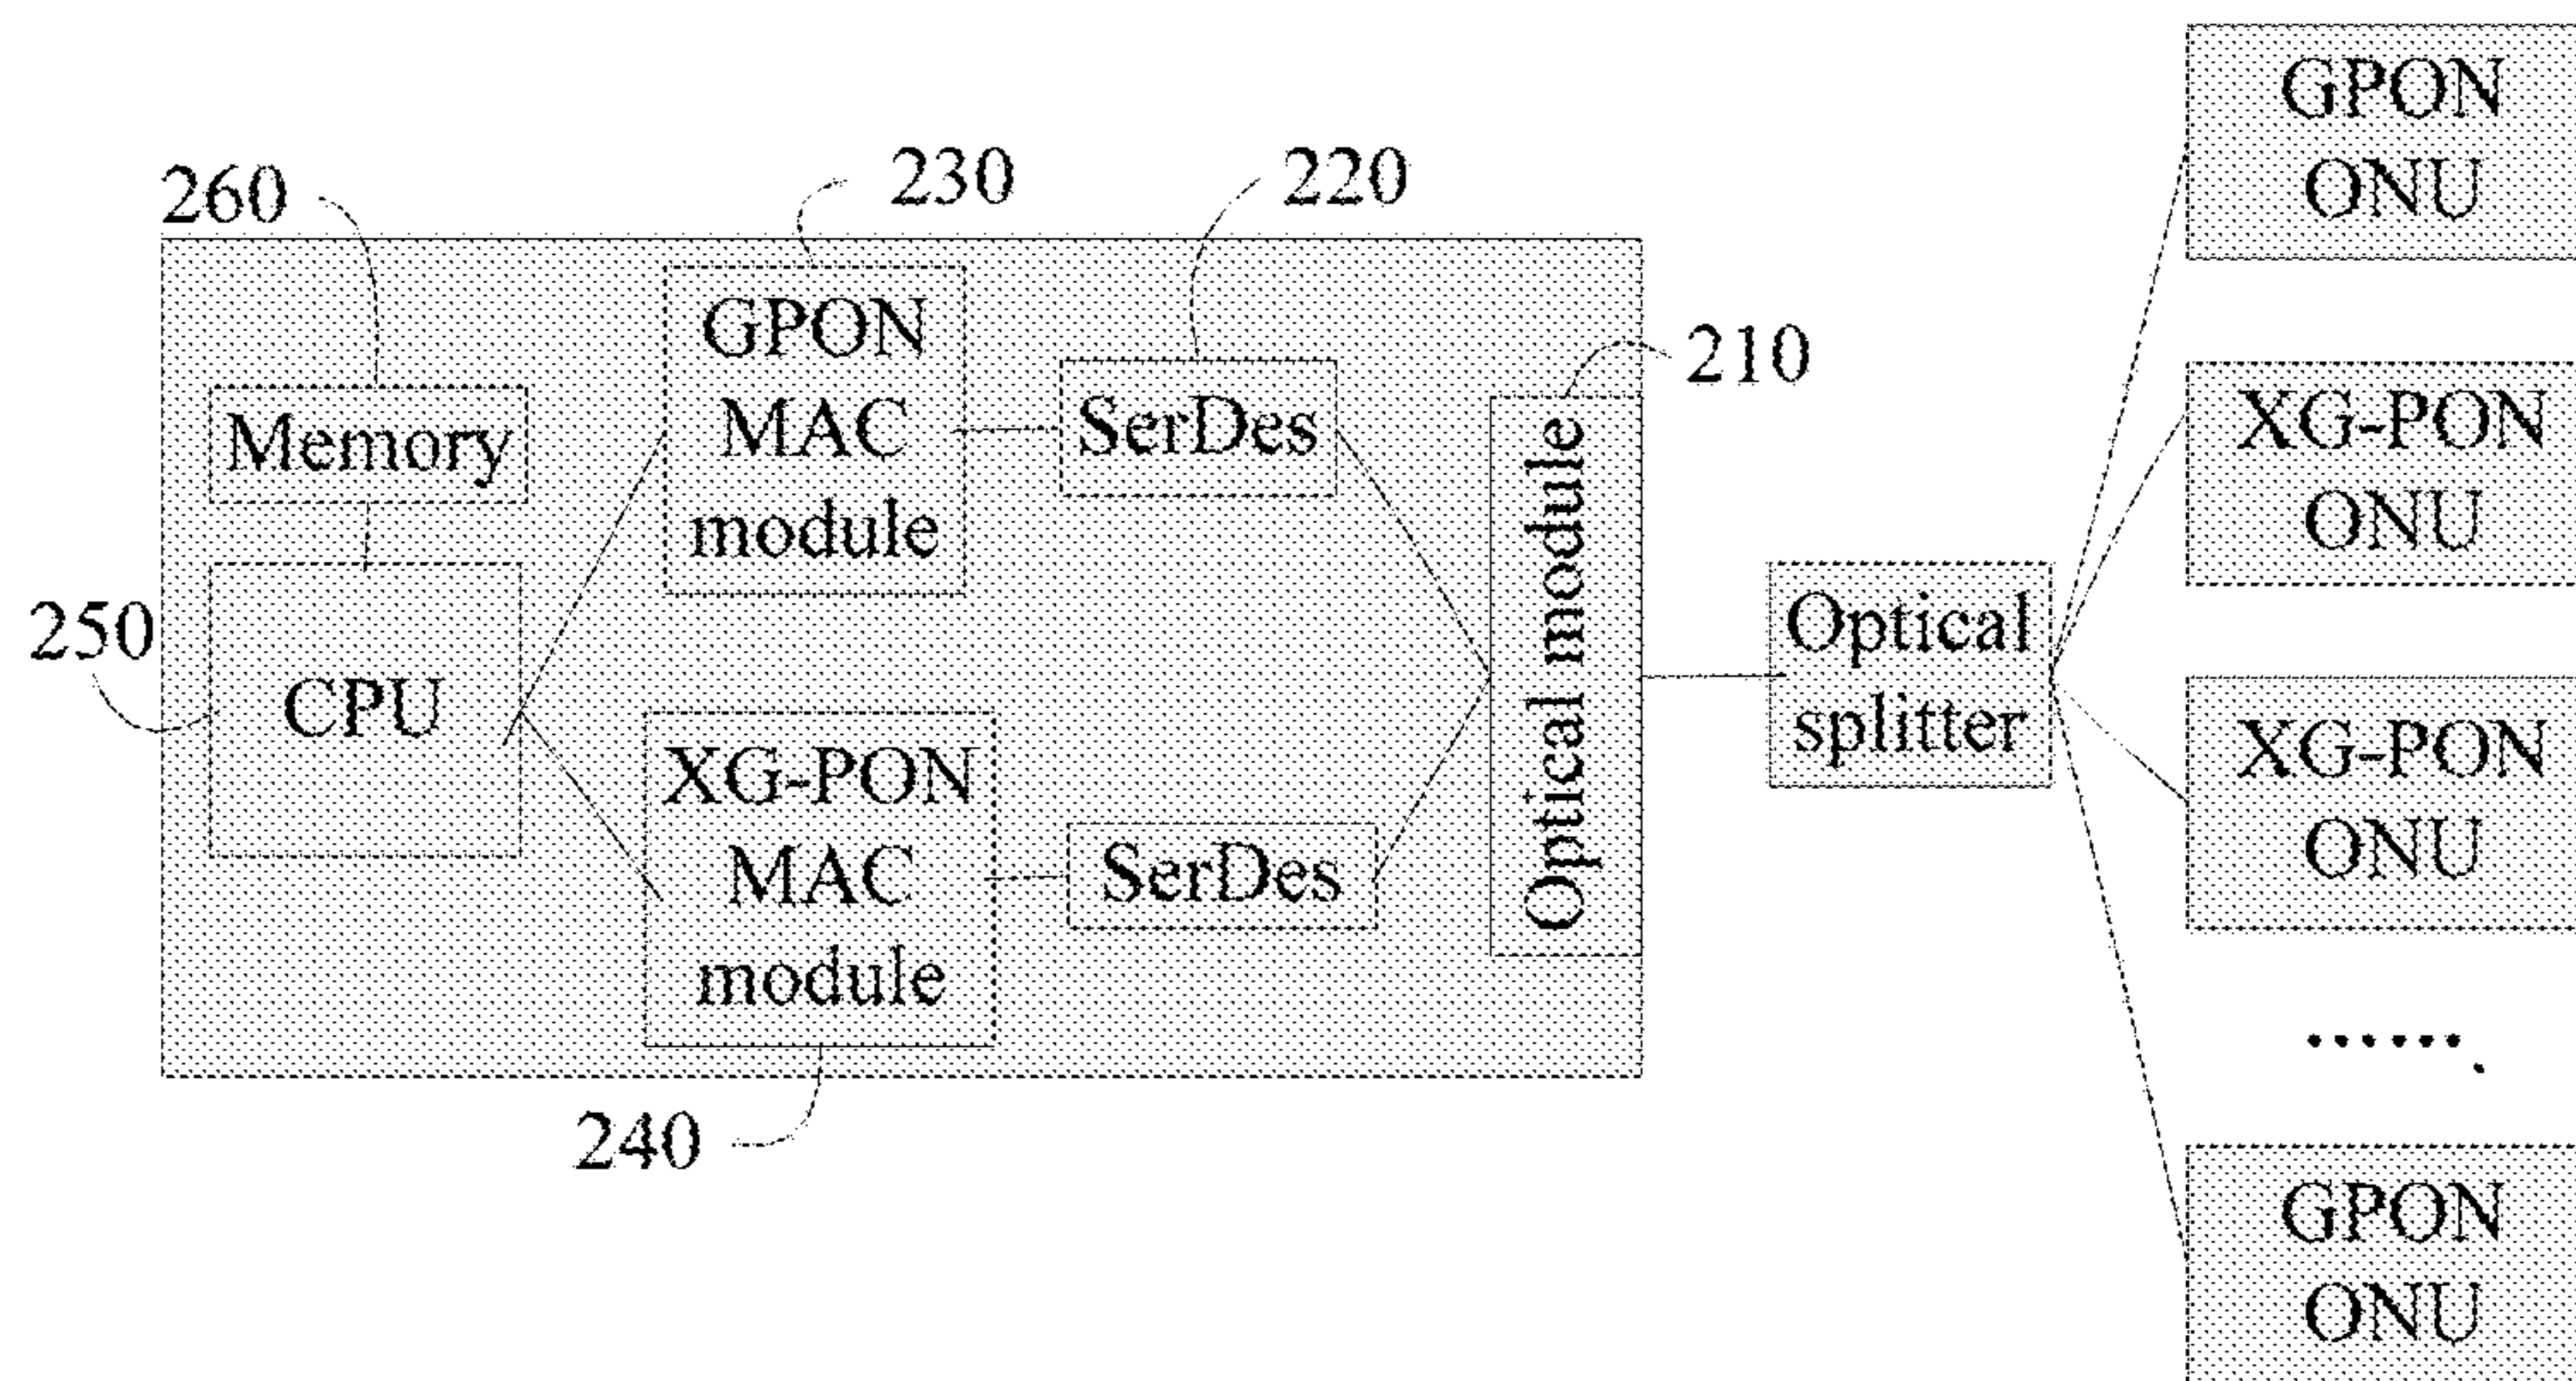 260
230
220
210
250
240
Memory
CPU
GPON
MAC
module
XG-PON
MAC
module
SerDes
SerDes
Optical module
Optical
splitter
GPON
ONU
XG-PON
ONU
XG-PON
ONU
.......
GPON
ONU